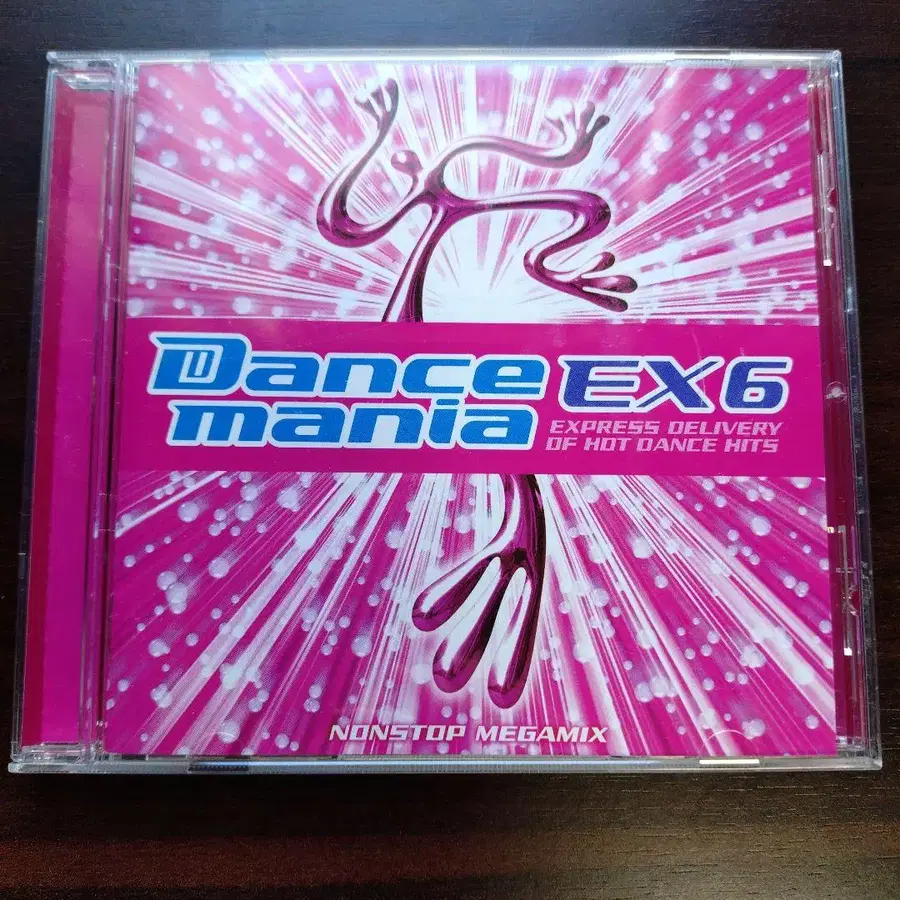 Dance
mania
EX6
EXPRESS DELIVERY
OF HOT DANCE HITS
NONSTOP MEGAMIX